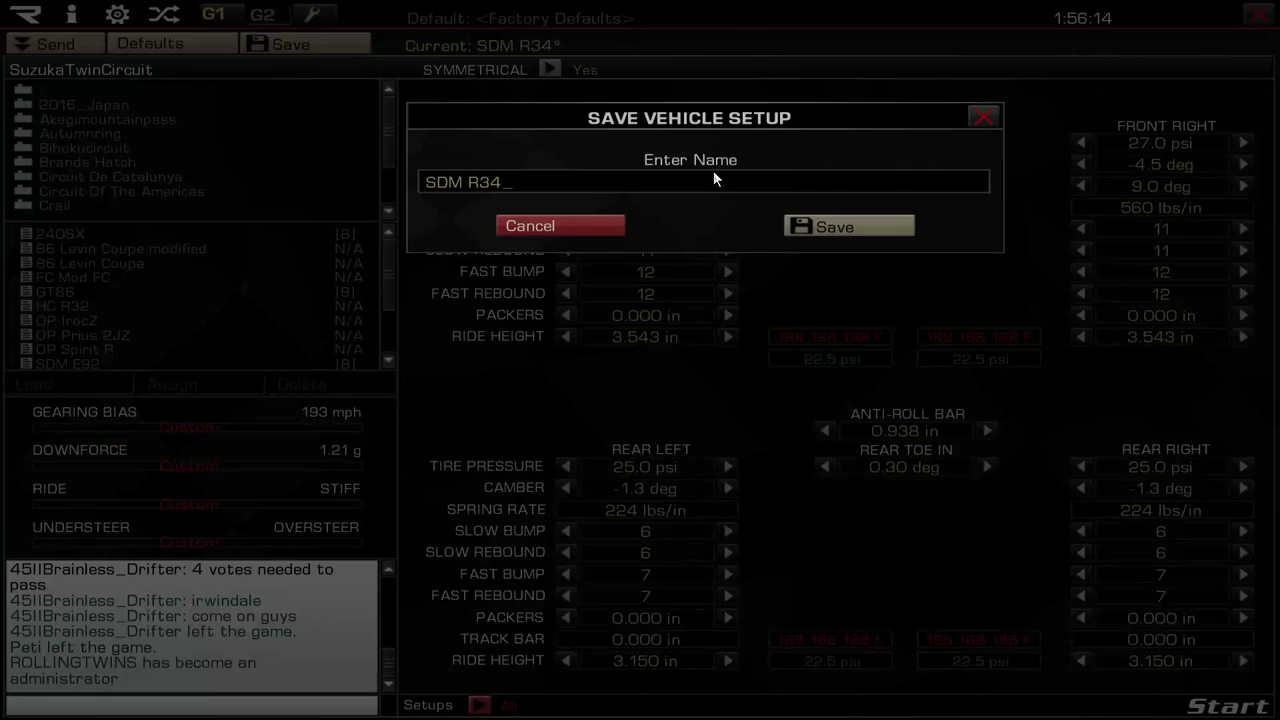 G1 G2 Default: <Factory Defaults> 1:56:14
Send Defaults Save Current: SDM R34*
SuzukaTwinCircuit
SYMMETRICAL Yes
..
2016_Japan
Akagimountainpass
Autumnring
Bihokucircuit
Brands Hatch
Circuit De Catalunya
Circuit Of The Americas
Crail
240SX [8]
86 Levin Coupe modified N/A
86 Levin Coupe N/A
FC Mod FC N/A
GT86 [9]
HC R32 N/A
DP IrocZ N/A
DP Prius 2JZ N/A
DP Spirit R N/A
SDM E92 [8]
Load Assign Delete
GEARING BIAS 193 mph
Custom
DOWNFORCE 1.21 g
Custom
RIDE STIFF
Custom
UNDERSTEER OVERSTEER
Custom
45IIBrainless_Drifter: 4 votes needed to
pass
45IIBrainless_Drifter: irwindale
45IIBrainless_Drifter: come on guys
45IIBrainless_Drifter left the game.
Peti left the game.
ROLLINGTWINS has become an
administrator
SAVE VEHICLE SETUP
Enter Name
SDM R34_
Cancel Save
FAST BUMP 12
FAST REBOUND 12
PACKERS 0.000 in
RIDE HEIGHT 3.543 in
FRONT RIGHT
27.0 psi
-4.5 deg
9.0 deg
560 lbs/in
11
11
12
12
0.000 in
3.543 in
22.5 psi 22.5 psi
ANTI-ROLL BAR
0.938 in
REAR TOE IN
0.30 deg
REAR LEFT
TIRE PRESSURE 25.0 psi
CAMBER -1.3 deg
SPRING RATE 224 lbs/in
SLOW BUMP 6
SLOW REBOUND 6
FAST BUMP 7
FAST REBOUND 7
PACKERS 0.000 in
TRACK BAR 0.000 in
RIDE HEIGHT 3.150 in
REAR RIGHT
25.0 psi
-1.3 deg
224 lbs/in
6
6
7
7
0.000 in
0.000 in
3.150 in
22.5 psi 22.5 psi
Setups All
Start